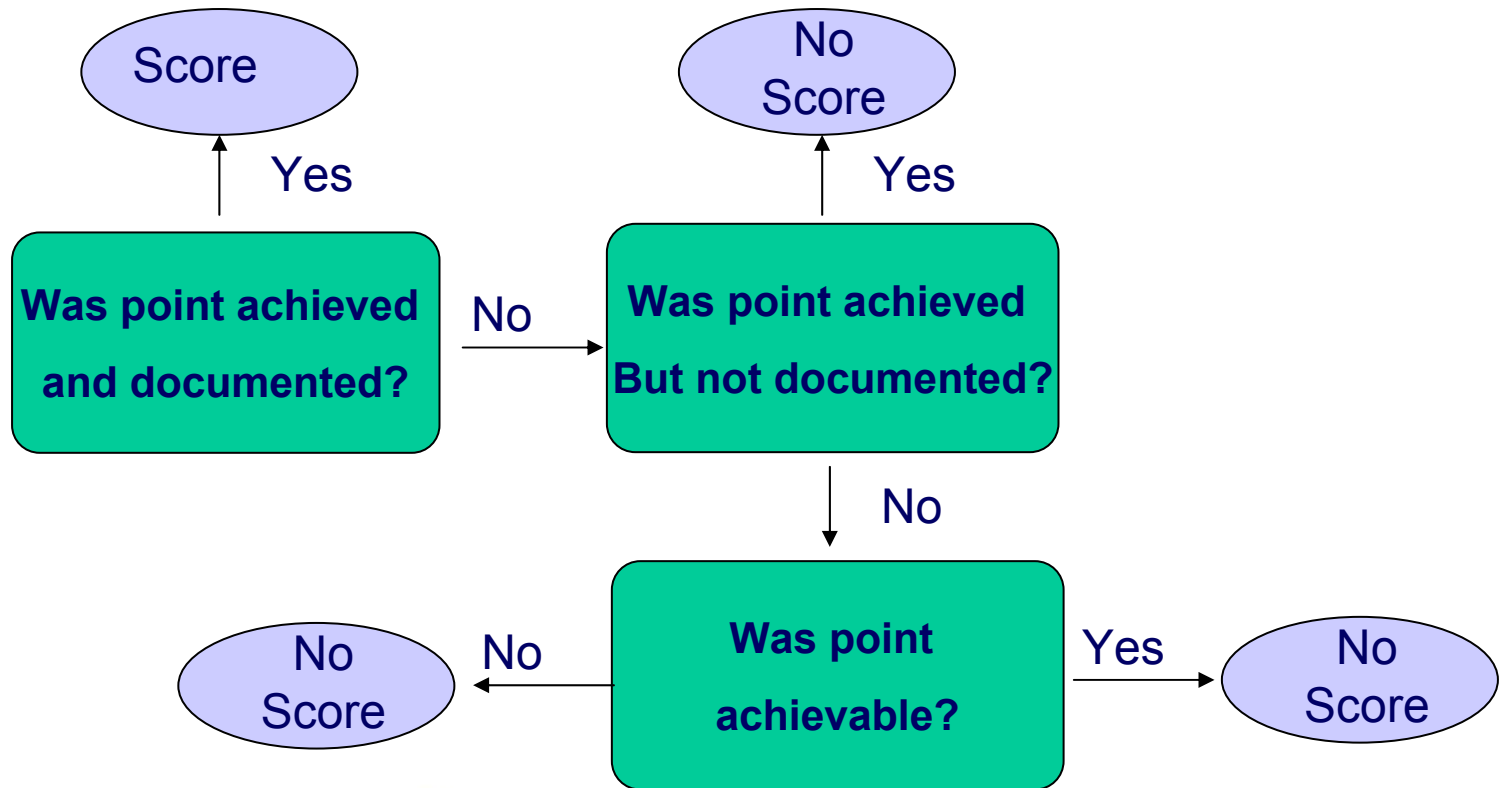 Score
No
Score
Yes
Yes
Was point achieved
and documented?
No
Was point achieved
But not documented?
No
No
Score
No
Was point
achievable?
Yes
No
Score